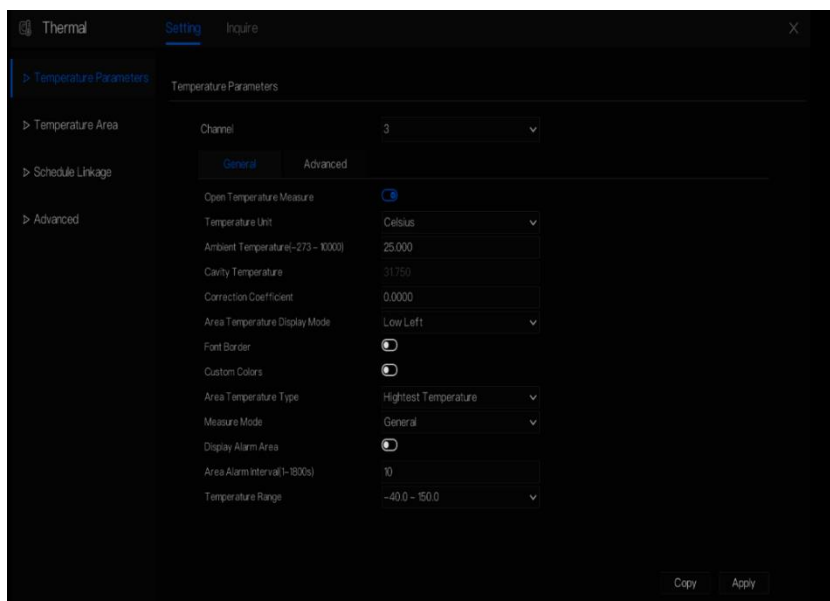 Thermal
Setting Inquire X
Temperature Parameters
Temperature Area
Schedule Linkage
Advanced
Temperature Parameters
Channel 3
General Advanced
Open Temperature Measure
Temperature Unit Celsius
Ambient Temperature(-273 ~ 10000) 25.000
Cavity Temperature 31.750
Correction Coefficient 0.0000
Area Temperature Display Mode Low Left
Font Border
Custom Colors
Area Temperature Type Hightest Temperature
Measure Mode General
Display Alarm Area
Area Alarm Interval(1~1800s) 10
Temperature Range -40.0 ~ 150.0
Copy Apply